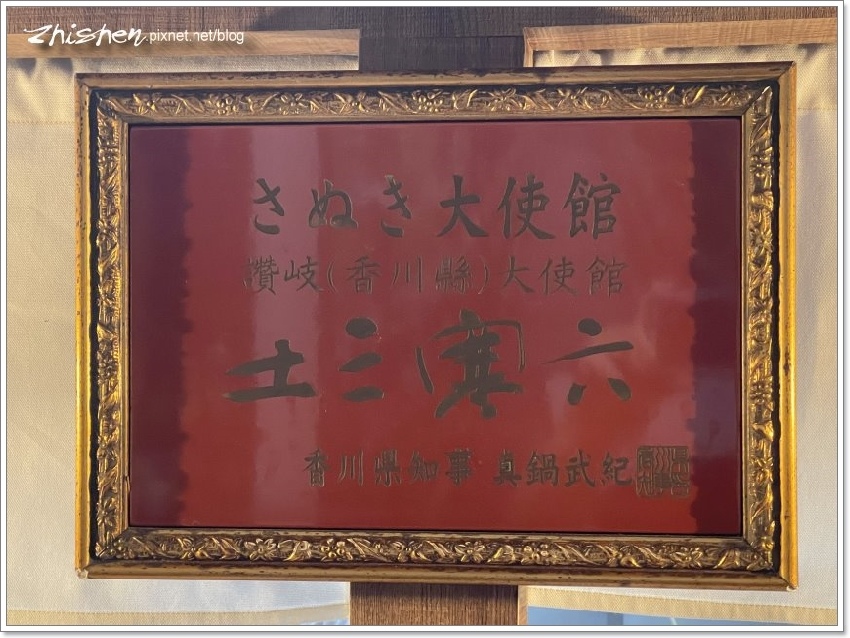 Zhishen.pixnet.net/blog
さぬき大使館
讚岐(香川縣)大使館
土三寒六
香川県知事 真鍋武紀